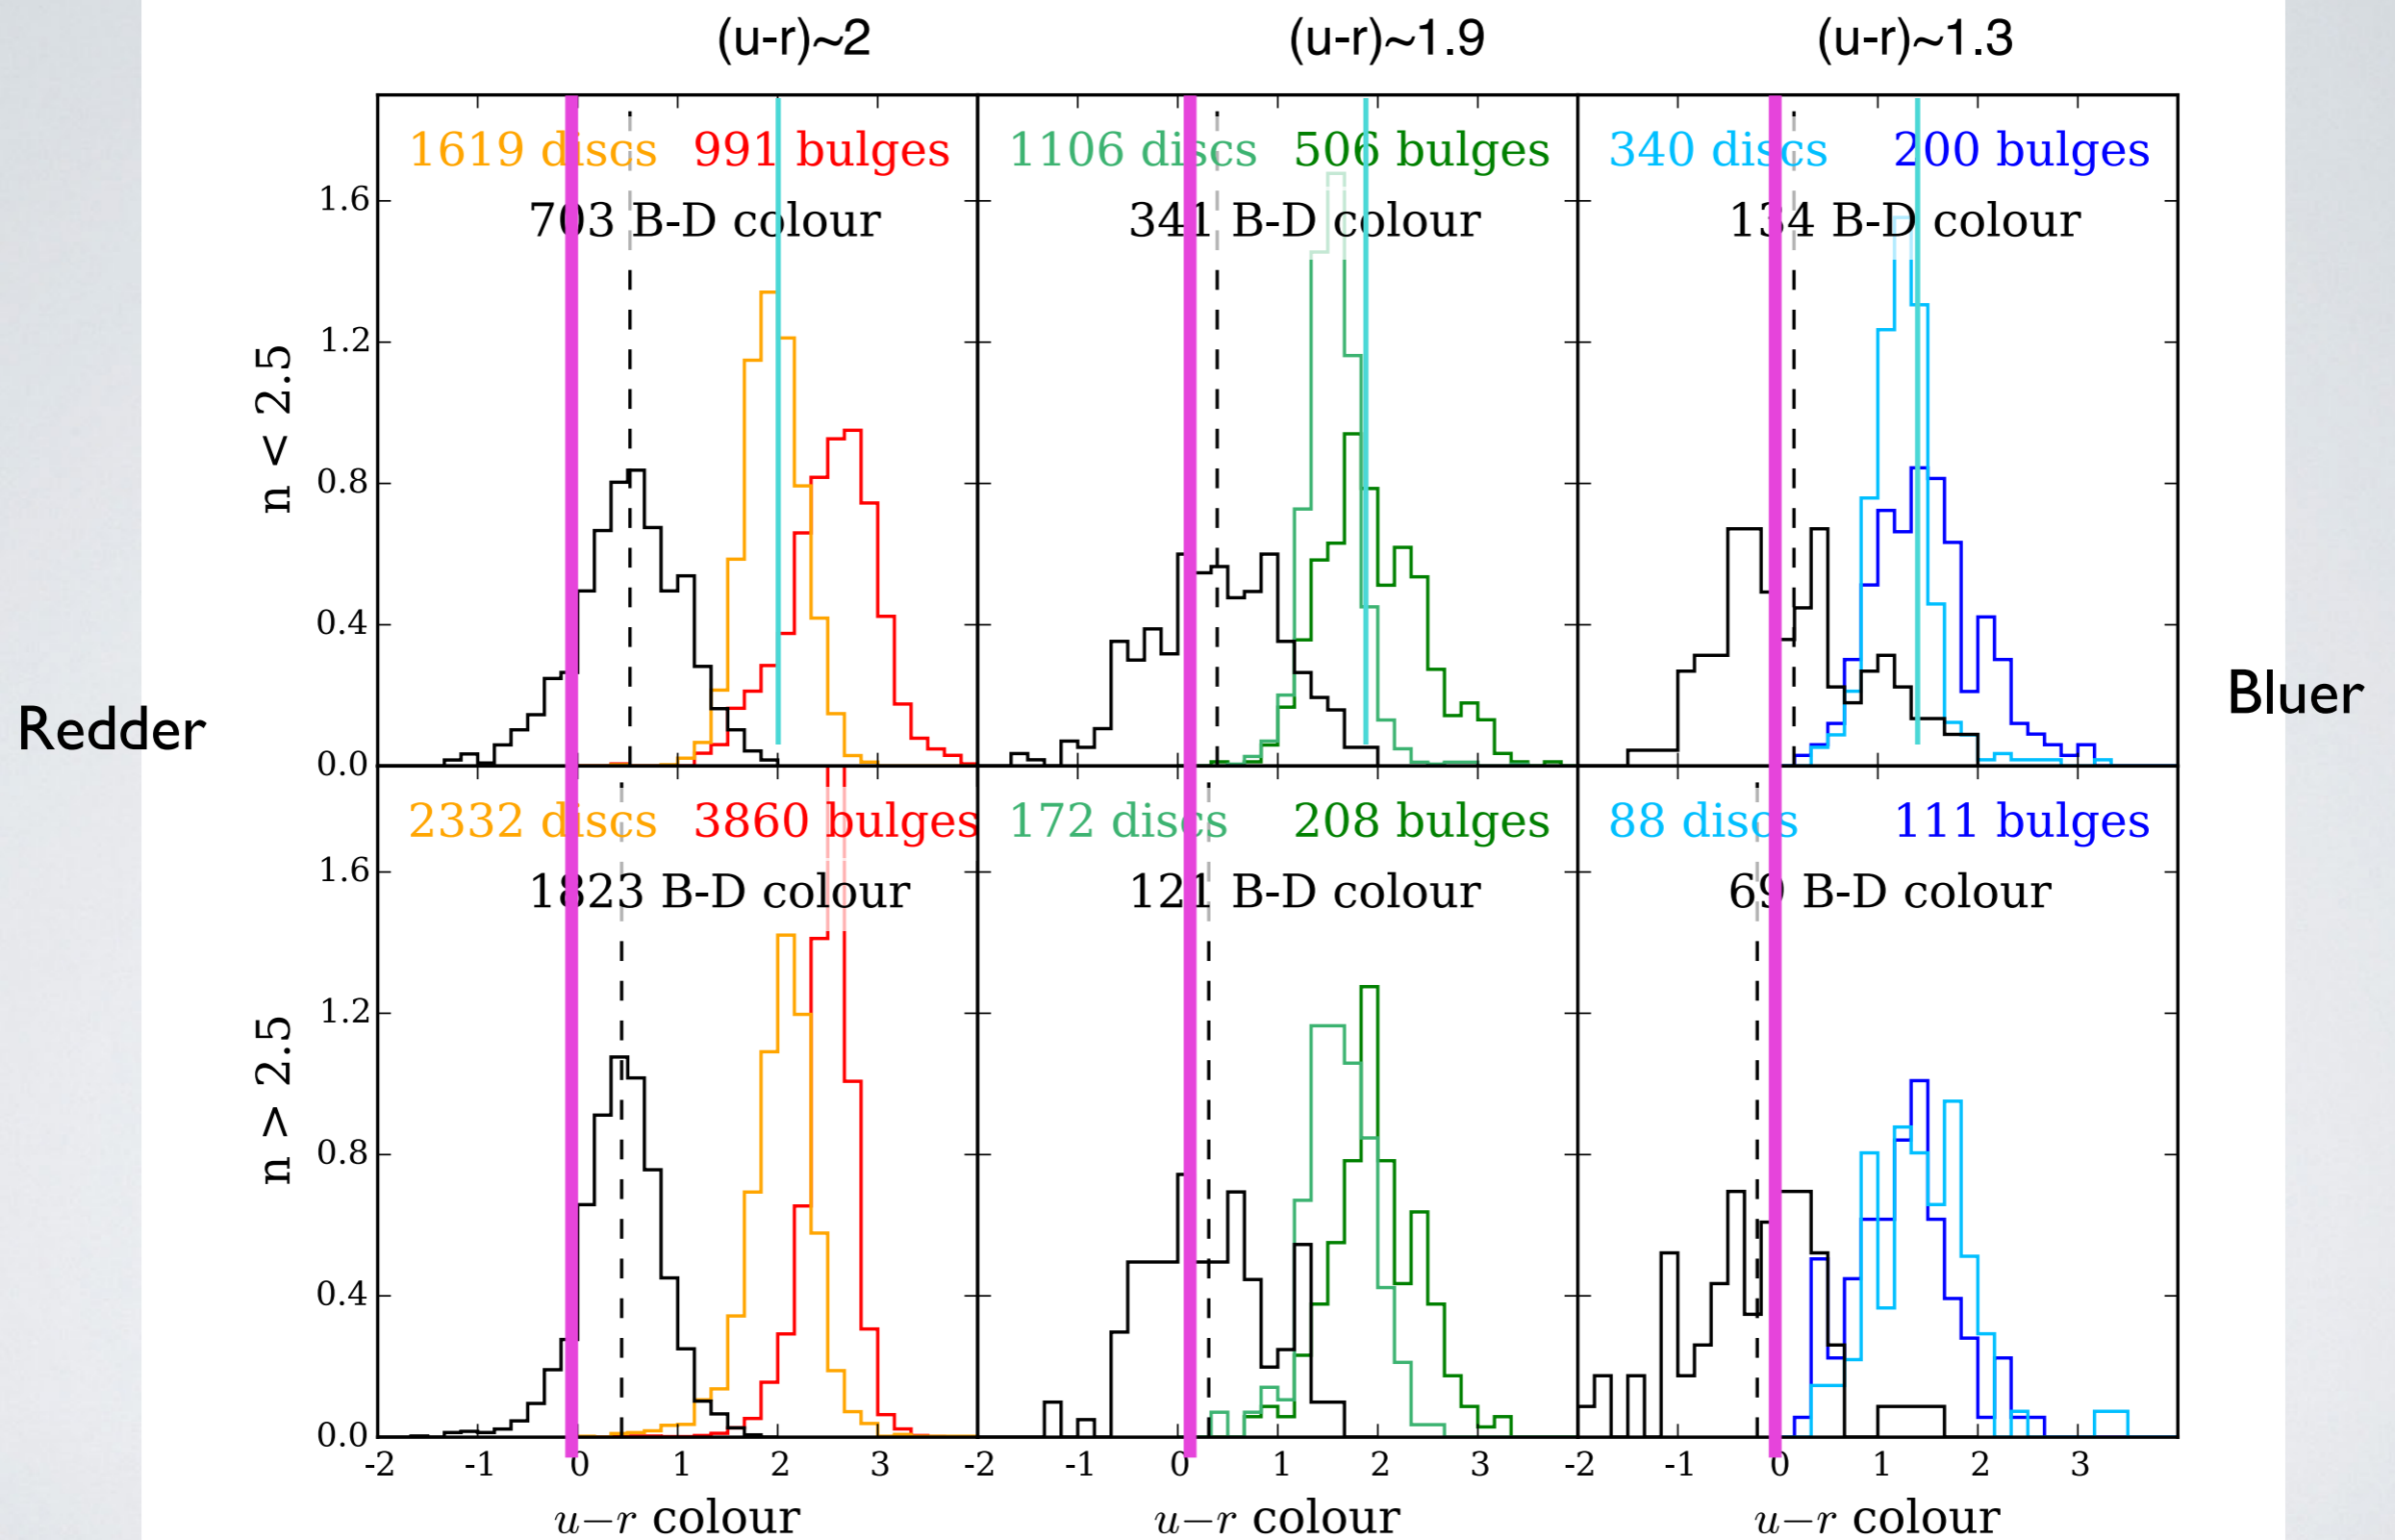 (u-r)~2 (u-r)~1.9 (u-r)~1.3
1619 discs 991 bulges 1106 discs 506 bulges 340 discs 200 bulges
703 B-D colour 341 B-D colour 134 B-D colour
1.6
1.2
n < 2.5
0.8
0.4
Redder
Bluer
0.0
2332 discs 3860 bulges 172 discs 208 bulges 88 discs 111 bulges
1823 B-D colour 121 B-D colour 69 B-D colour
1.6
1.2
n > 2.5
0.8
0.4
0.0
-2 -1 0 1 2 3 -2 -1 0 1 2 3 -2 -1 0 1 2 3
u−r colour u−r colour u−r colour